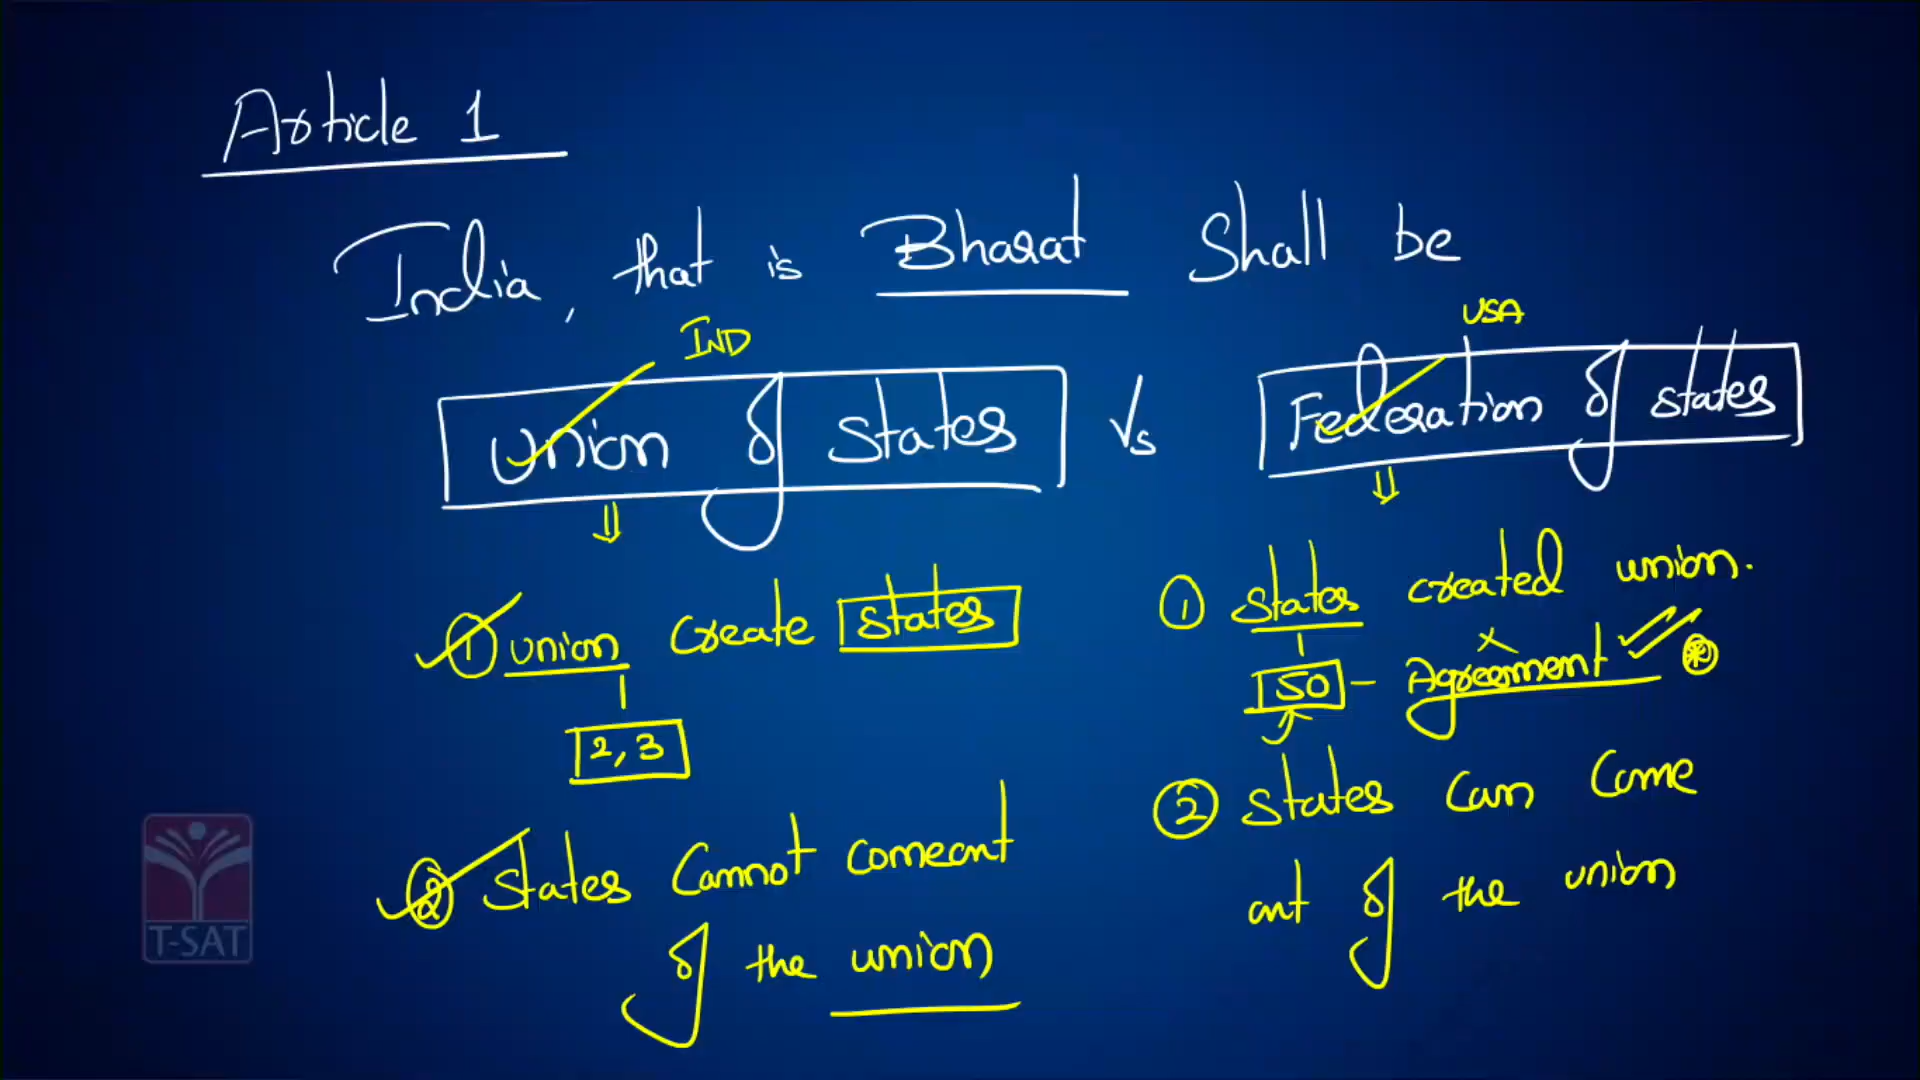 Article 1
India, that is Bharat Shall be
IND
USA
Union of states Vs Federation of states
① union create states
2, 3
② states Cannot comeout
of the union
① states created union.
50 - Agreement
② states can come
out of the union
T-SAT